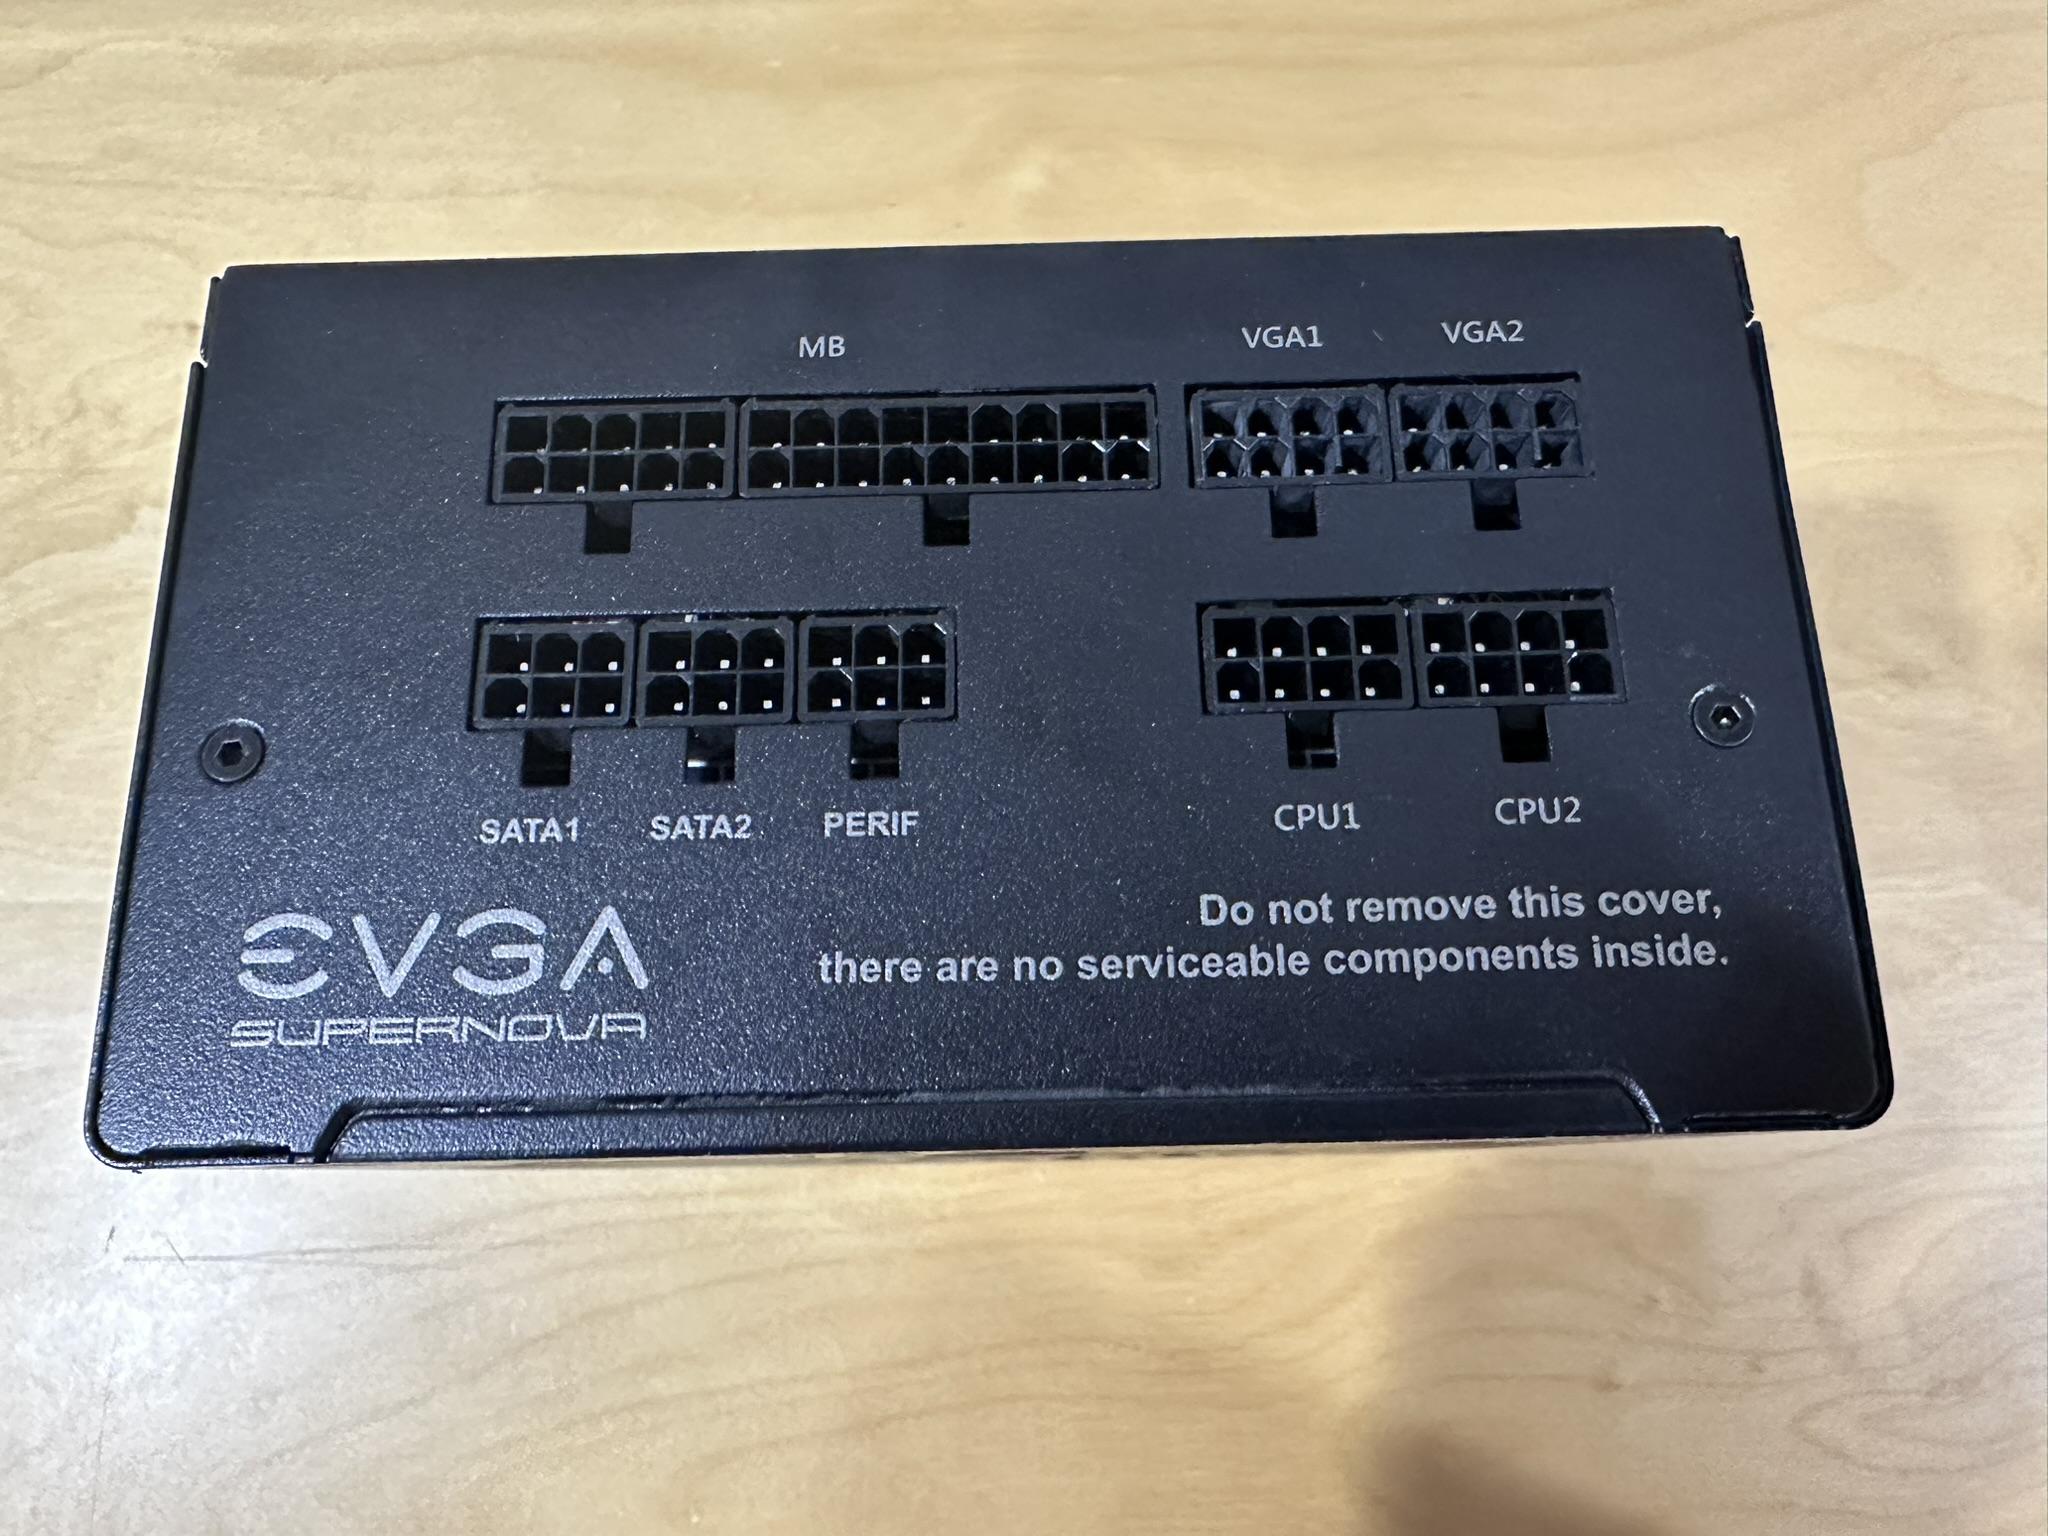 MB
VGA1 VGA2
SATA1 SATA2 PERIF
CPU1 CPU2
EVGA
SUPERNOVA
Do not remove this cover,
there are no serviceable components inside.